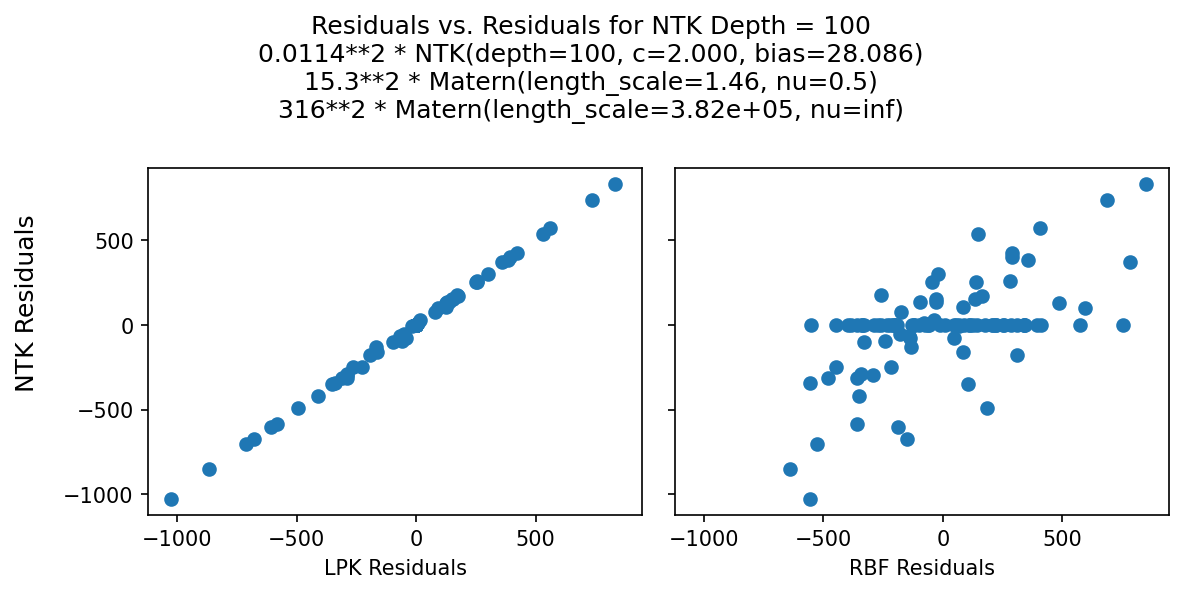 Residuals vs. Residuals for NTK Depth = 100
0.0114**2 * NTK(depth=100, c=2.000, bias=28.086)
15.3**2 * Matern(length_scale=1.46, nu=0.5)
316**2 * Matern(length_scale=3.82e+05, nu=inf)
NTK Residuals
500
0
−500
−1000
−1000 −500 0 500
LPK Residuals
−1000 −500 0 500
RBF Residuals